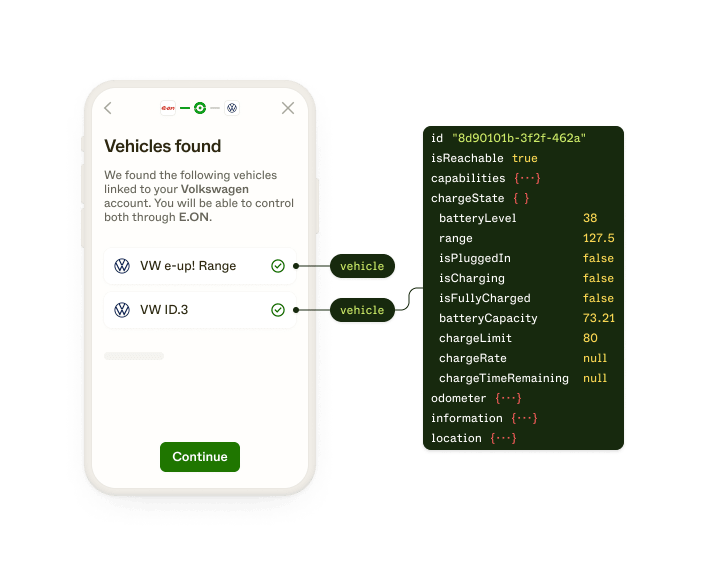 e·on
Vehicles found
We found the following vehicles
linked to your Volkswagen
account. You will be able to control
both through E.ON.
VW e-up! Range
VW ID.3
Continue
vehicle
vehicle
id "8d90101b-3f2f-462a"
isReachable true
capabilities {···}
chargeState { }
batteryLevel 38
range 127.5
isPluggedIn false
isCharging false
isFullyCharged false
batteryCapacity 73.21
chargeLimit 80
chargeRate null
chargeTimeRemaining null
odometer {···}
information {···}
location {···}